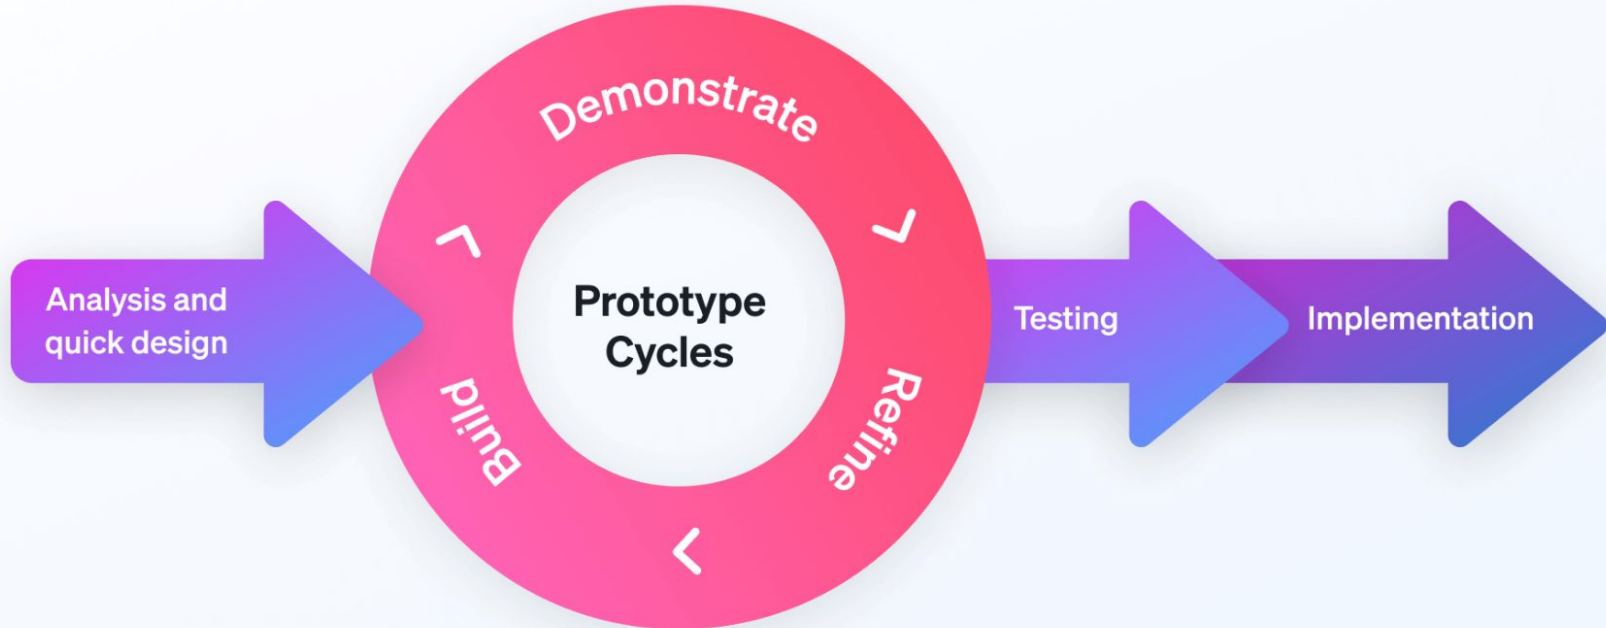 Analysis and
quick design
Demonstrate
Refine
Build
Prototype
Cycles
Testing
Implementation